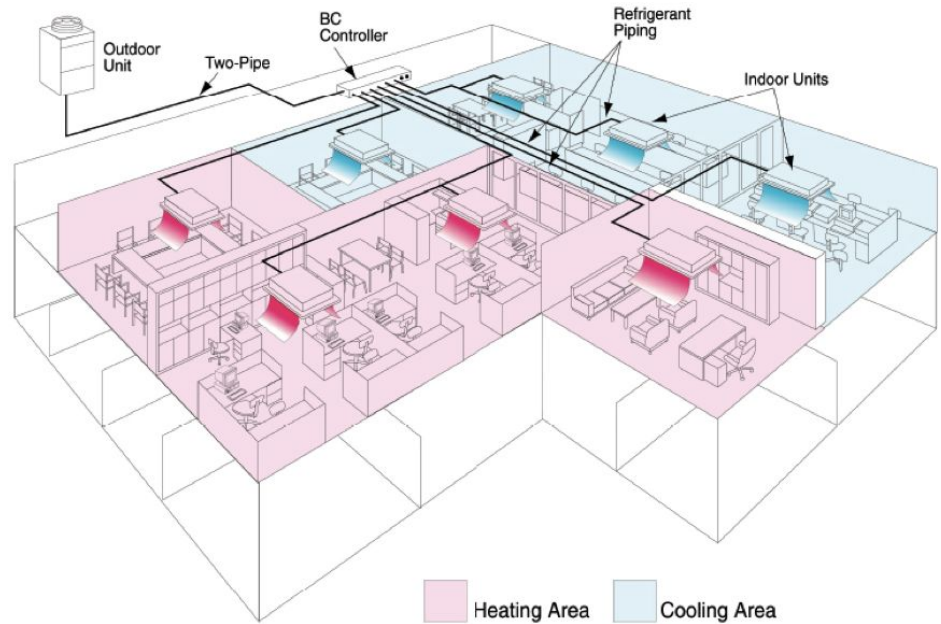 Outdoor
Unit
Two-Pipe
BC
Controller
Refrigerant
Piping
Indoor Units
Heating Area
Cooling Area